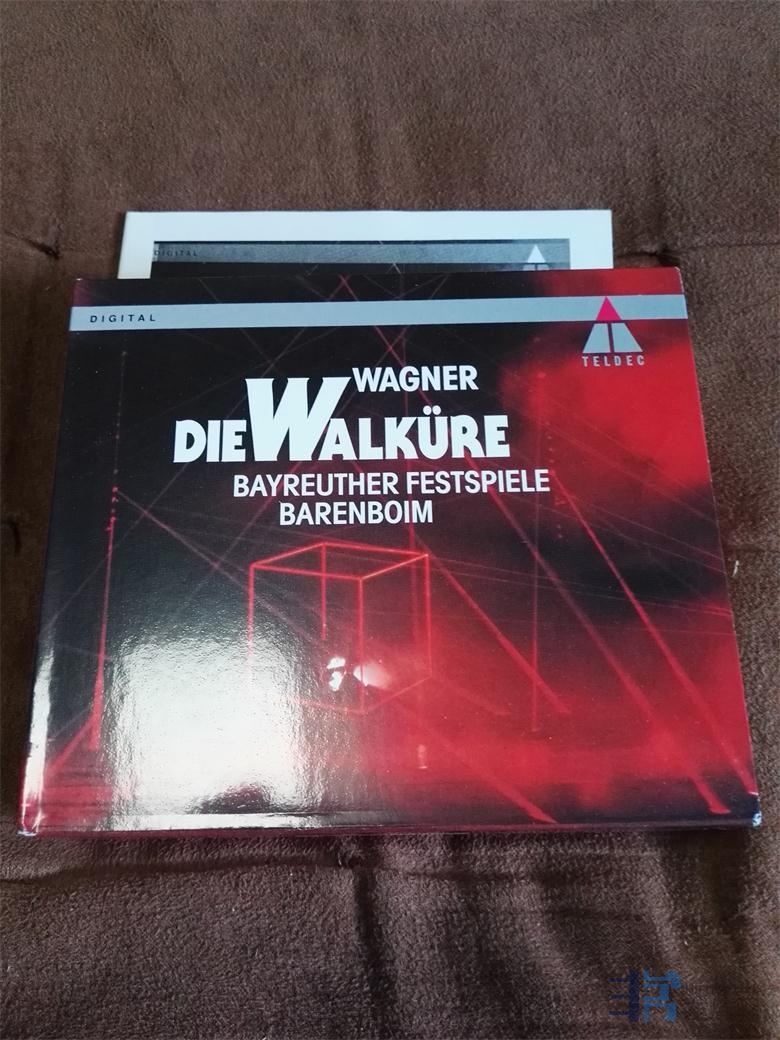 DIGITAL
DIGITAL
TELDEC
WAGNER
DIE WALKÜRE
BAYREUTHER FESTSPIELE
BARENBOIM